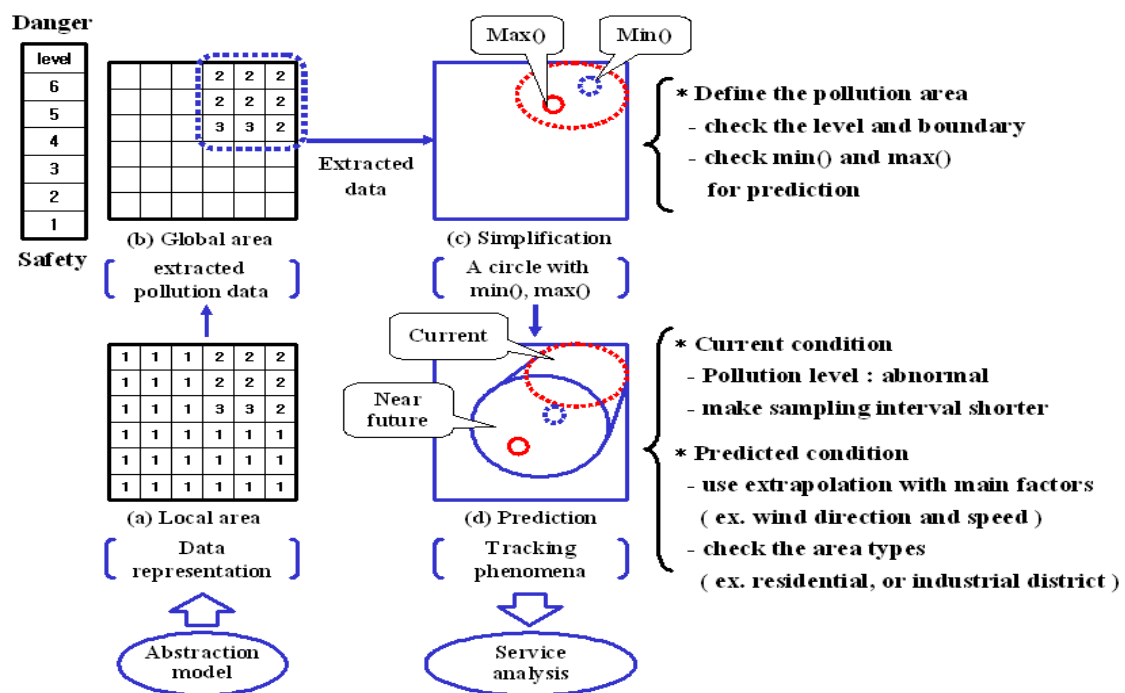 Danger
level
6
5
4
3
2
1
Safety
2 2 2
2 2 2
3 3 2
(b) Global area
extracted
pollution data
Extracted
data
Max()
Min()
(c) Simplification
A circle with
min(), max()
* Define the pollution area
- check the level and boundary
- check min() and max()
for prediction
1 1 1 2 2 2
1 1 1 2 2 2
1 1 1 3 3 2
1 1 1 1 1 1
1 1 1 1 1 1
1 1 1 1 1 1
(a) Local area
Data
representation
Abstraction
model
Current
Near
future
(d) Prediction
Tracking
phenomena
Service
analysis
* Current condition
- Pollution level : abnormal
- make sampling interval shorter
* Predicted condition
- use extrapolation with main factors
( ex. wind direction and speed )
- check the area types
( ex. residential, or industrial district )